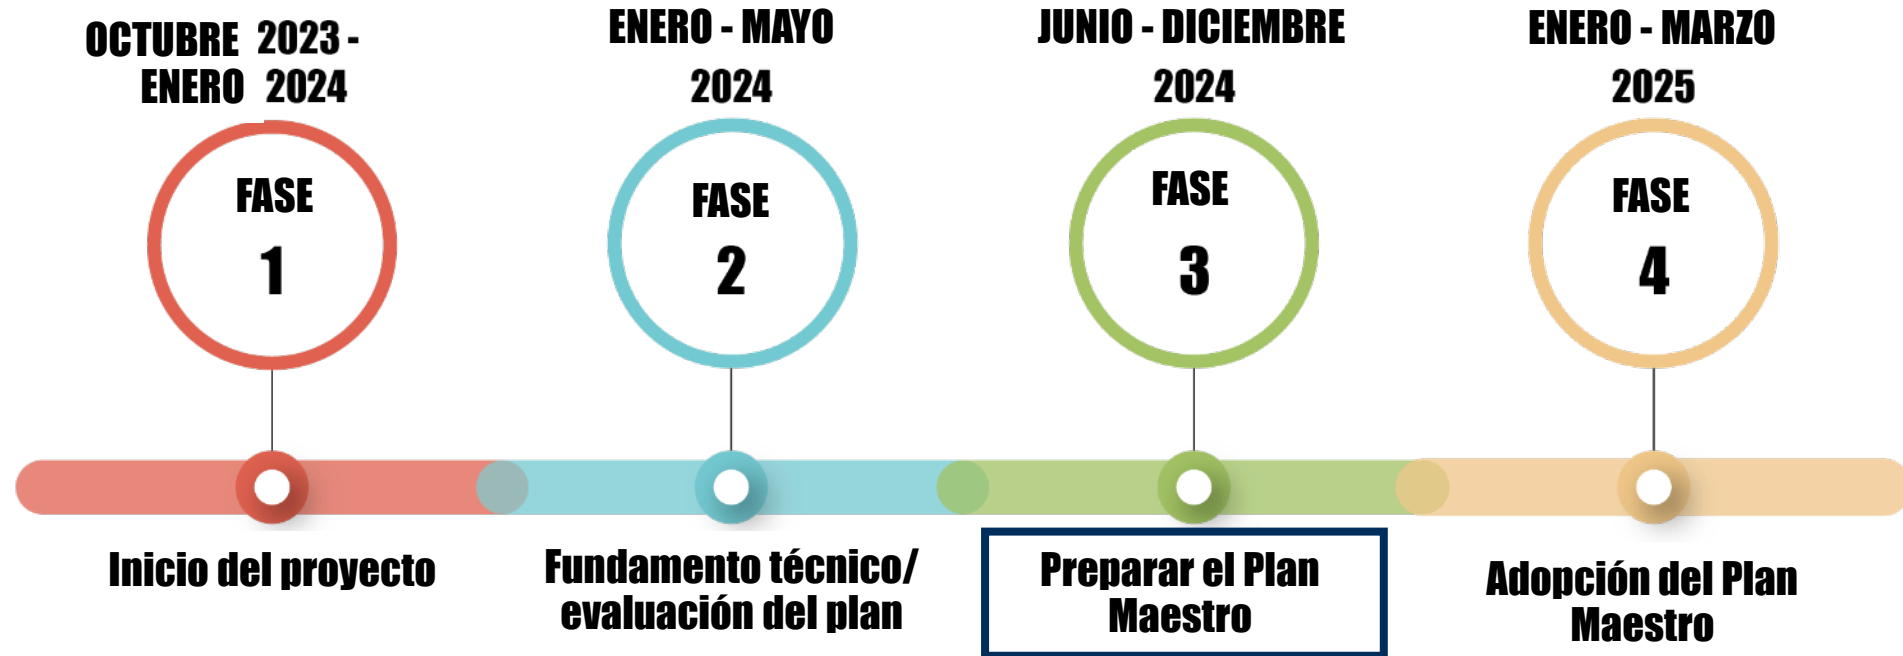 OCTUBRE 2023 -
ENERO 2024
FASE
1
Inicio del proyecto
ENERO - MAYO
2024
FASE
2
Fundamento técnico/
evaluación del plan
JUNIO - DICIEMBRE
2024
FASE
3
Preparar el Plan
Maestro
ENERO - MARZO
2025
FASE
4
Adopción del Plan
Maestro